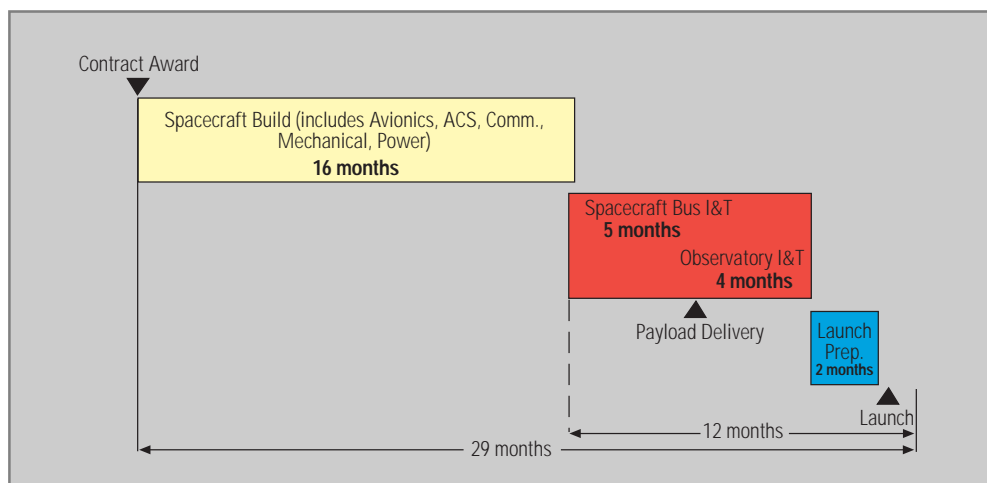 Contract Award
Spacecraft Build (includes Avionics, ACS, Comm.,
Mechanical, Power)
16 months
Spacecraft Bus I&T
5 months
Observatory I&T
4 months
Payload Delivery
Launch
Prep.
2 months
Launch
12 months
29 months